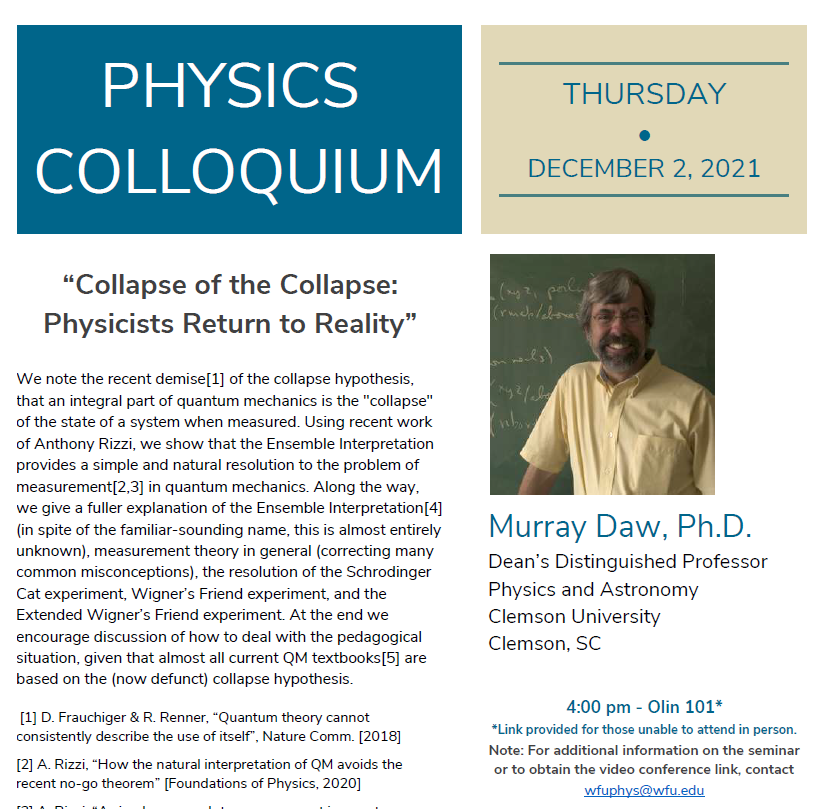 PHYSICS
COLLOQUIUM
THURSDAY
•
DECEMBER 2, 2021
“Collapse of the Collapse:
Physicists Return to Reality”
We note the recent demise[1] of the collapse hypothesis,
that an integral part of quantum mechanics is the "collapse"
of the state of a system when measured. Using recent work
of Anthony Rizzi, we show that the Ensemble Interpretation
provides a simple and natural resolution to the problem of
measurement[2,3] in quantum mechanics. Along the way,
we give a fuller explanation of the Ensemble Interpretation[4]
(in spite of the familiar-sounding name, this is almost entirely
unknown), measurement theory in general (correcting many
common misconceptions), the resolution of the Schrodinger
Cat experiment, Wigner’s Friend experiment, and the
Extended Wigner’s Friend experiment. At the end we
encourage discussion of how to deal with the pedagogical
situation, given that almost all current QM textbooks[5] are
based on the (now defunct) collapse hypothesis.
[1] D. Frauchiger & R. Renner, “Quantum theory cannot
consistently describe the use of itself”, Nature Comm. [2018]
[2] A. Rizzi, “How the natural interpretation of QM avoids the
recent no-go theorem” [Foundations of Physics, 2020]
Murray Daw, Ph.D.
Dean’s Distinguished Professor
Physics and Astronomy
Clemson University
Clemson, SC
4:00 pm - Olin 101*
*Link provided for those unable to attend in person.
Note: For additional information on the seminar
or to obtain the video conference link, contact
wfuphys@wfu.edu